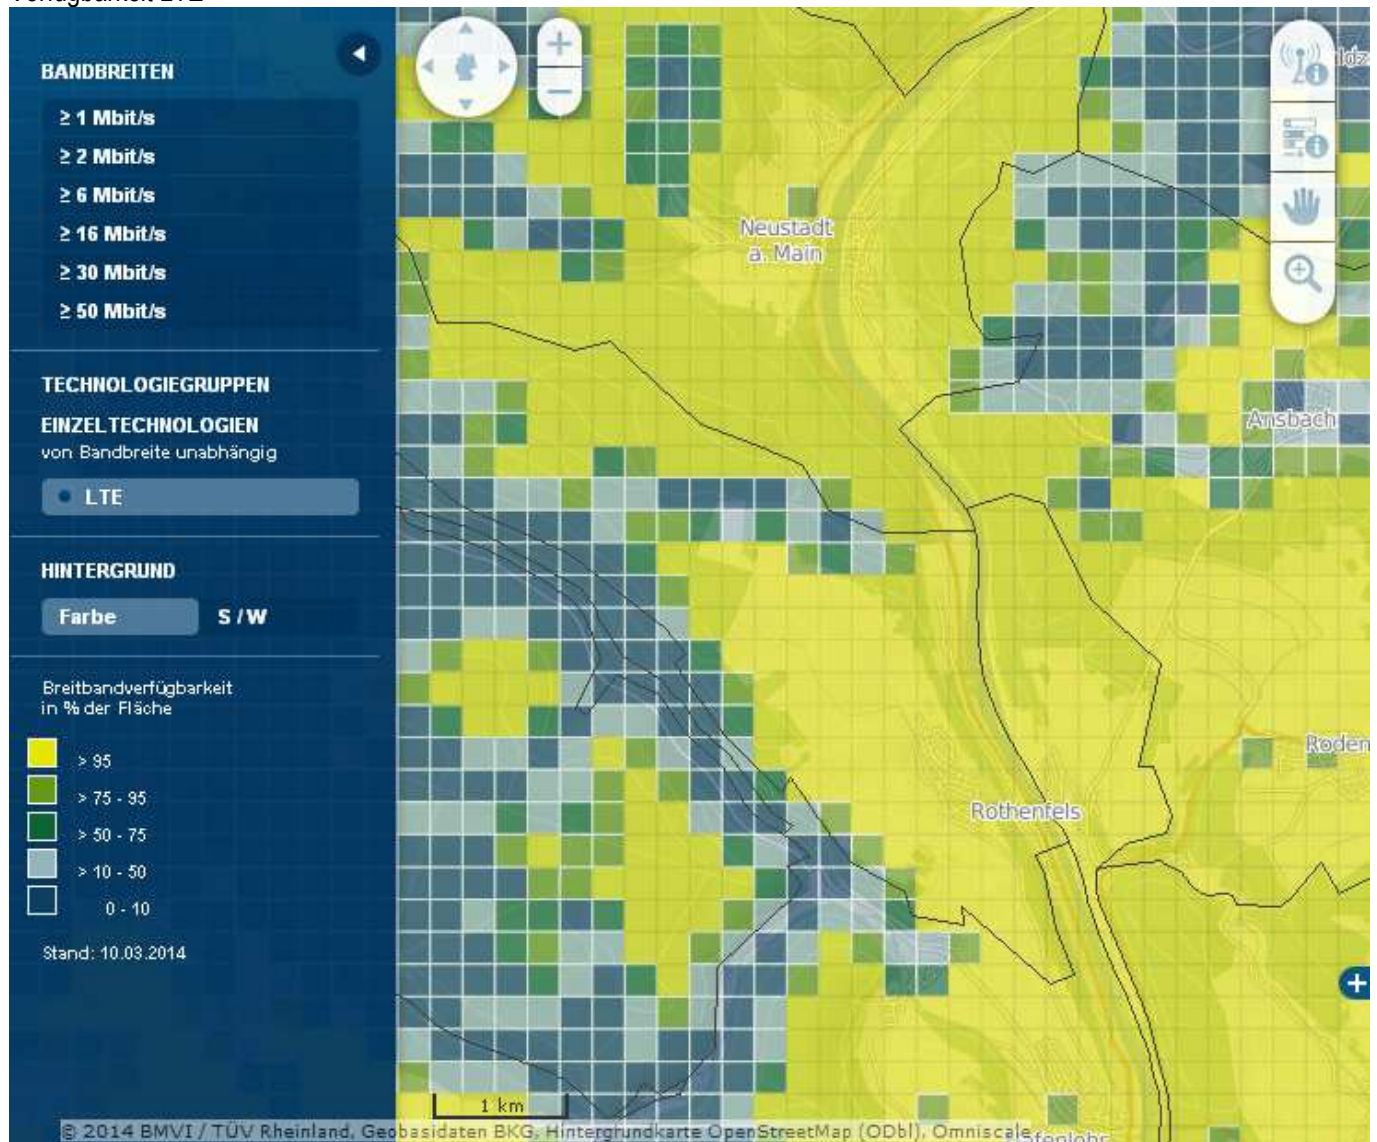 BANDBREITEN
≥ 1 Mbit/s
≥ 2 Mbit/s
≥ 6 Mbit/s
≥ 16 Mbit/s
≥ 30 Mbit/s
≥ 50 Mbit/s
TECHNOLOGIEGRUPPEN
EINZELTECHNOLOGIEN
von Bandbreite unabhängig
LTE
HINTERGRUND
Farbe S / W
Breitbandverfügbarkeit
in % der Fläche
> 95
> 75 - 95
> 50 - 75
> 10 - 50
0 - 10
Stand: 10.03.2014
Neustadt
a. Main
Ansbach
Roden
Rothenfels
1 km
© 2014 BMVI / TÜV Rheinland, Geobasidaten BKG, Hintergrundkarte OpenStreetMap (ODbl), Omniscale